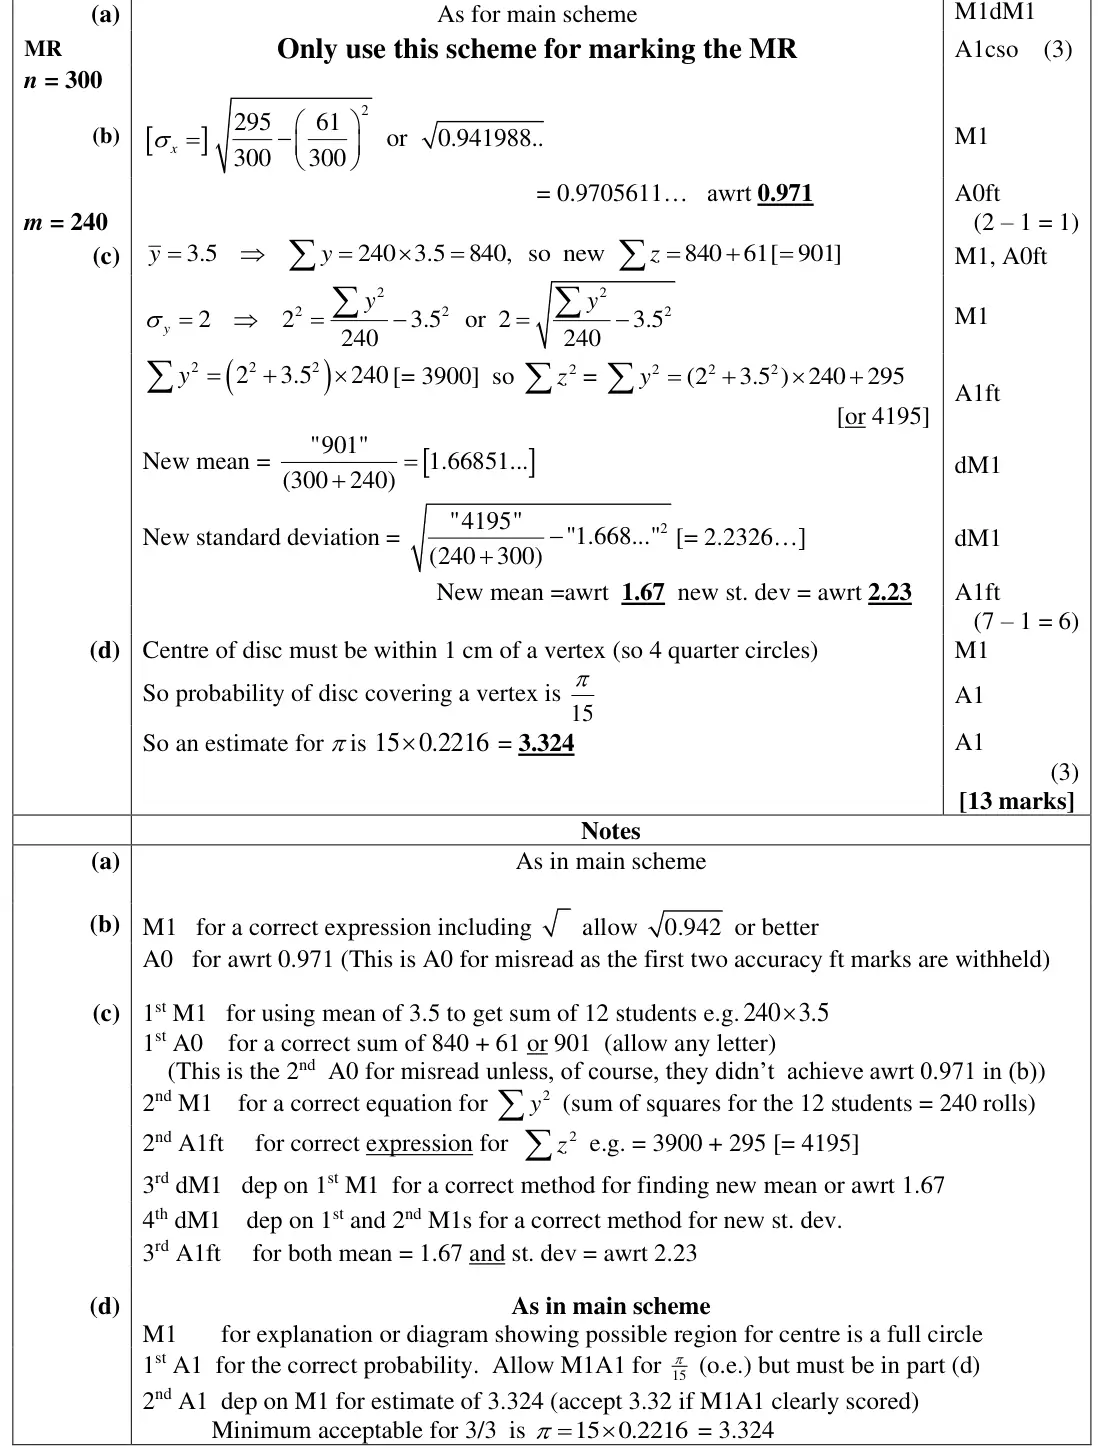 (a) As for main scheme M1dM1
MR Only use this scheme for marking the MR A1cso (3)
n = 300
(b) [σₓ =] √(295/300 − (61/300)²) or √0.941988.. M1
= 0.9705611… awrt 0.971 A0ft
m = 240 (2 – 1 = 1)
(c) y̅ = 3.5 ⇒ ∑y = 240×3.5 = 840, so new ∑z = 840 + 61[= 901] M1, A0ft
σ_y = 2 ⇒ 2² = ∑y²/240 − 3.5² or 2 = √(∑y²/240 − 3.5²) M1
∑y² = (2² + 3.5²)×240 [= 3900] so ∑z² = ∑y² = (2² + 3.5²)×240 + 295 A1ft
[or 4195]
New mean = "901"/(300 + 240) = [1.66851...] dM1
New standard deviation = √("4195"/(240 + 300) − "1.668..."²) [= 2.2326…] dM1
New mean =awrt 1.67 new st. dev = awrt 2.23 A1ft
(7 – 1 = 6)
(d) Centre of disc must be within 1 cm of a vertex (so 4 quarter circles) M1
So probability of disc covering a vertex is π/15 A1
So an estimate for π is 15×0.2216 = 3.324 A1
(3)
[13 marks]
Notes
(a) As in main scheme
(b) M1 for a correct expression including √ allow √0.942 or better
A0 for awrt 0.971 (This is A0 for misread as the first two accuracy ft marks are withheld)
(c) 1st M1 for using mean of 3.5 to get sum of 12 students e.g. 240×3.5
1st A0 for a correct sum of 840 + 61 or 901 (allow any letter)
(This is the 2nd A0 for misread unless, of course, they didn’t achieve awrt 0.971 in (b))
2nd M1 for a correct equation for ∑y² (sum of squares for the 12 students = 240 rolls)
2nd A1ft for correct expression for ∑z² e.g. = 3900 + 295 [= 4195]
3rd dM1 dep on 1st M1 for a correct method for finding new mean or awrt 1.67
4th dM1 dep on 1st and 2nd M1s for a correct method for new st. dev.
3rd A1ft for both mean = 1.67 and st. dev = awrt 2.23
(d) As in main scheme
M1 for explanation or diagram showing possible region for centre is a full circle
1st A1 for the correct probability. Allow M1A1 for π/15 (o.e.) but must be in part (d)
2nd A1 dep on M1 for estimate of 3.324 (accept 3.32 if M1A1 clearly scored)
Minimum acceptable for 3/3 is π = 15×0.2216 = 3.324